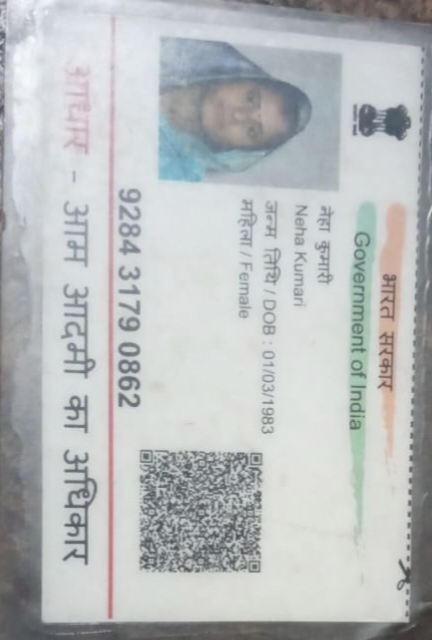 भारत सरकार
Government of India
नेहा कुमारी
Neha Kumari
जन्म तिथि / DOB : 01/03/1983
महिला / Female
9284 3179 0862
आधार - आम आदमी का अधिकार